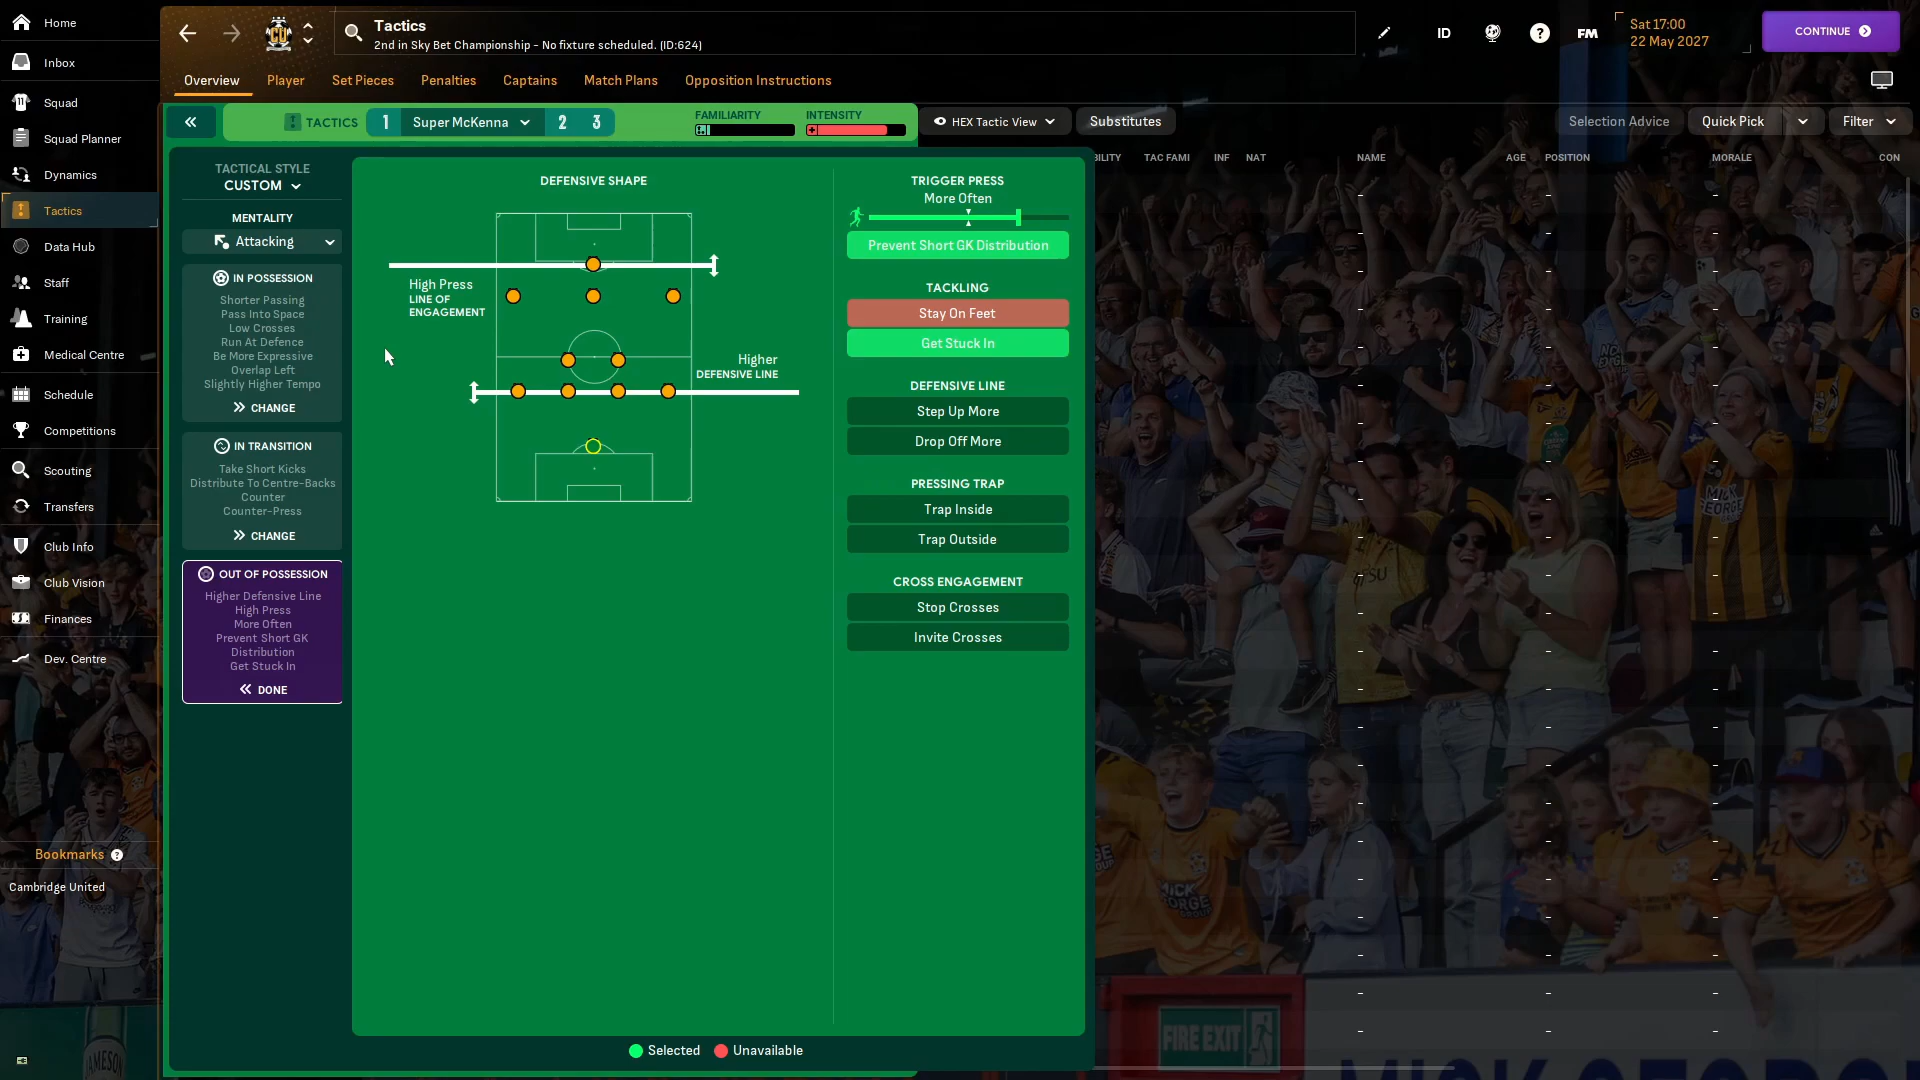 Home
Inbox
Squad
Squad Planner
Dynamics
Tactics
Data Hub
Staff
Training
Medical Centre
Schedule
Competitions
Scouting
Transfers
Club Info
Club Vision
Finances
Dev. Centre
Bookmarks
Cambridge United
Tactics
2nd in Sky Bet Championship - No fixture scheduled. (ID:624)
ID
FM
Sat 17:00
22 May 2027
CONTINUE
Overview
Player
Set Pieces
Penalties
Captains
Match Plans
Opposition Instructions
TACTICS
1
Super McKenna
2
3
FAMILIARITY
INTENSITY
HEX Tactic View
Substitutes
Selection Advice
Quick Pick
Filter
BILITY
TAC FAMI
INF
NAT
NAME
AGE
POSITION
MORALE
CON
TACTICAL STYLE
CUSTOM
MENTALITY
Attacking
IN POSSESSION
Shorter Passing
Pass Into Space
Low Crosses
Run At Defence
Be More Expressive
Overlap Left
Slightly Higher Tempo
CHANGE
IN TRANSITION
Take Short Kicks
Distribute To Centre-Backs
Counter
Counter-Press
CHANGE
OUT OF POSSESSION
Higher Defensive Line
High Press
More Often
Prevent Short GK
Distribution
Get Stuck In
DONE
DEFENSIVE SHAPE
High Press
LINE OF
ENGAGEMENT
Higher
DEFENSIVE LINE
TRIGGER PRESS
More Often
Prevent Short GK Distribution
TACKLING
Stay On Feet
Get Stuck In
DEFENSIVE LINE
Step Up More
Drop Off More
PRESSING TRAP
Trap Inside
Trap Outside
CROSS ENGAGEMENT
Stop Crosses
Invite Crosses
Selected
Unavailable
FIRE EXIT
MICK GEORGE
JAMESON